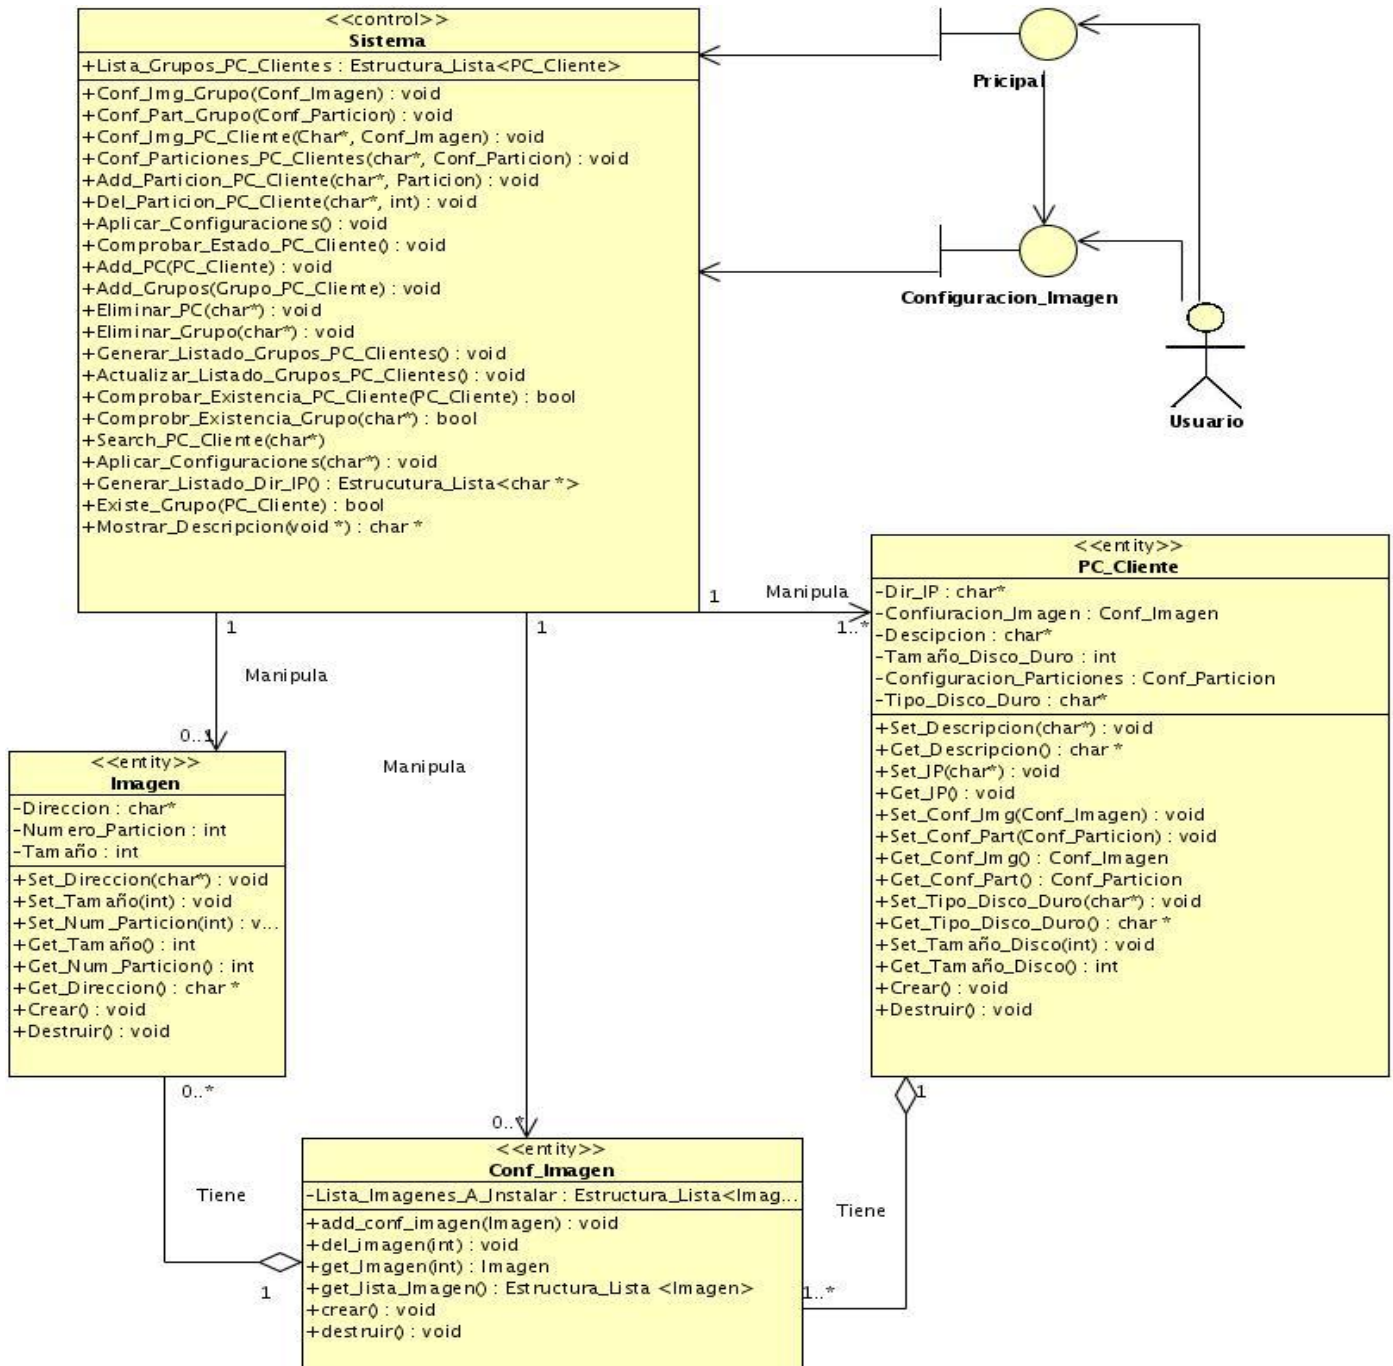 <<control>>
Sistema
+Lista_Grupos_PC_Clientes : Estructura_Lista<PC_Cliente>
+Conf_Img_Grupo(Conf_Imagen) : void
+Conf_Part_Grupo(Conf_Particion) : void
+Conf_Img_PC_Cliente(Char*, Conf_Imagen) : void
+Conf_Particiones_PC_Clientes(char*, Conf_Particion) : void
+Add_Particion_PC_Cliente(char*, Particion) : void
+Del_Particion_PC_Cliente(char*, int) : void
+Aplicar_Configuraciones() : void
+Comprobar_Estado_PC_Cliente() : void
+Add_PC(PC_Cliente) : void
+Add_Grupos(Grupo_PC_Cliente) : void
+Eliminar_PC(char*) : void
+Eliminar_Grupo(char*) : void
+Generar_Listado_Grupos_PC_Clientes() : void
+Actualizar_Listado_Grupos_PC_Clientes() : void
+Comprobar_Existencia_PC_Cliente(PC_Cliente) : bool
+Comprobr_Existencia_Grupo(char*) : bool
+Search_PC_Cliente(char*)
+Aplicar_Configuraciones(char*) : void
+Generar_Listado_Dir_IP() : Estrucutura_Lista<char *>
+Existe_Grupo(PC_Cliente) : bool
+Mostrar_Descripcion(void *) : char *
Pricipal
Configuracion_Imagen
Usuario
1
Manipula
1..*
1
Manipula
0..1
1
Manipula
0..*
<<entity>>
PC_Cliente
-Dir_IP : char*
-Confiuracion_Imagen : Conf_Imagen
-Descipcion : char*
-Tamaño_Disco_Duro : int
-Configuracion_Particiones : Conf_Particion
-Tipo_Disco_Duro : char*
+Set_Descripcion(char*) : void
+Get_Descripcion() : char *
+Set_IP(char*) : void
+Get_IP() : void
+Set_Conf_Img(Conf_Imagen) : void
+Set_Conf_Part(Conf_Particion) : void
+Get_Conf_Img() : Conf_Imagen
+Get_Conf_Part() : Conf_Particion
+Set_Tipo_Disco_Duro(char*) : void
+Get_Tipo_Disco_Duro() : char *
+Set_Tamaño_Disco(int) : void
+Get_Tamaño_Disco() : int
+Crear() : void
+Destruir() : void
<<entity>>
Imagen
-Direccion : char*
-Numero_Particion : int
-Tamaño : int
+Set_Direccion(char*) : void
+Set_Tamaño(int) : void
+Set_Num_Particion(int) : v...
+Get_Tamaño() : int
+Get_Num_Particion() : int
+Get_Direccion() : char *
+Crear() : void
+Destruir() : void
0..*
Tiene
1
<<entity>>
Conf_Imagen
-Lista_Imagenes_A_Instalar : Estructura_Lista<Imag...
+add_conf_imagen(Imagen) : void
+del_imagen(int) : void
+get_Imagen(int) : Imagen
+get_lista_Imagen() : Estructura_Lista <Imagen>
+crear() : void
+destruir() : void
1
Tiene
1..*